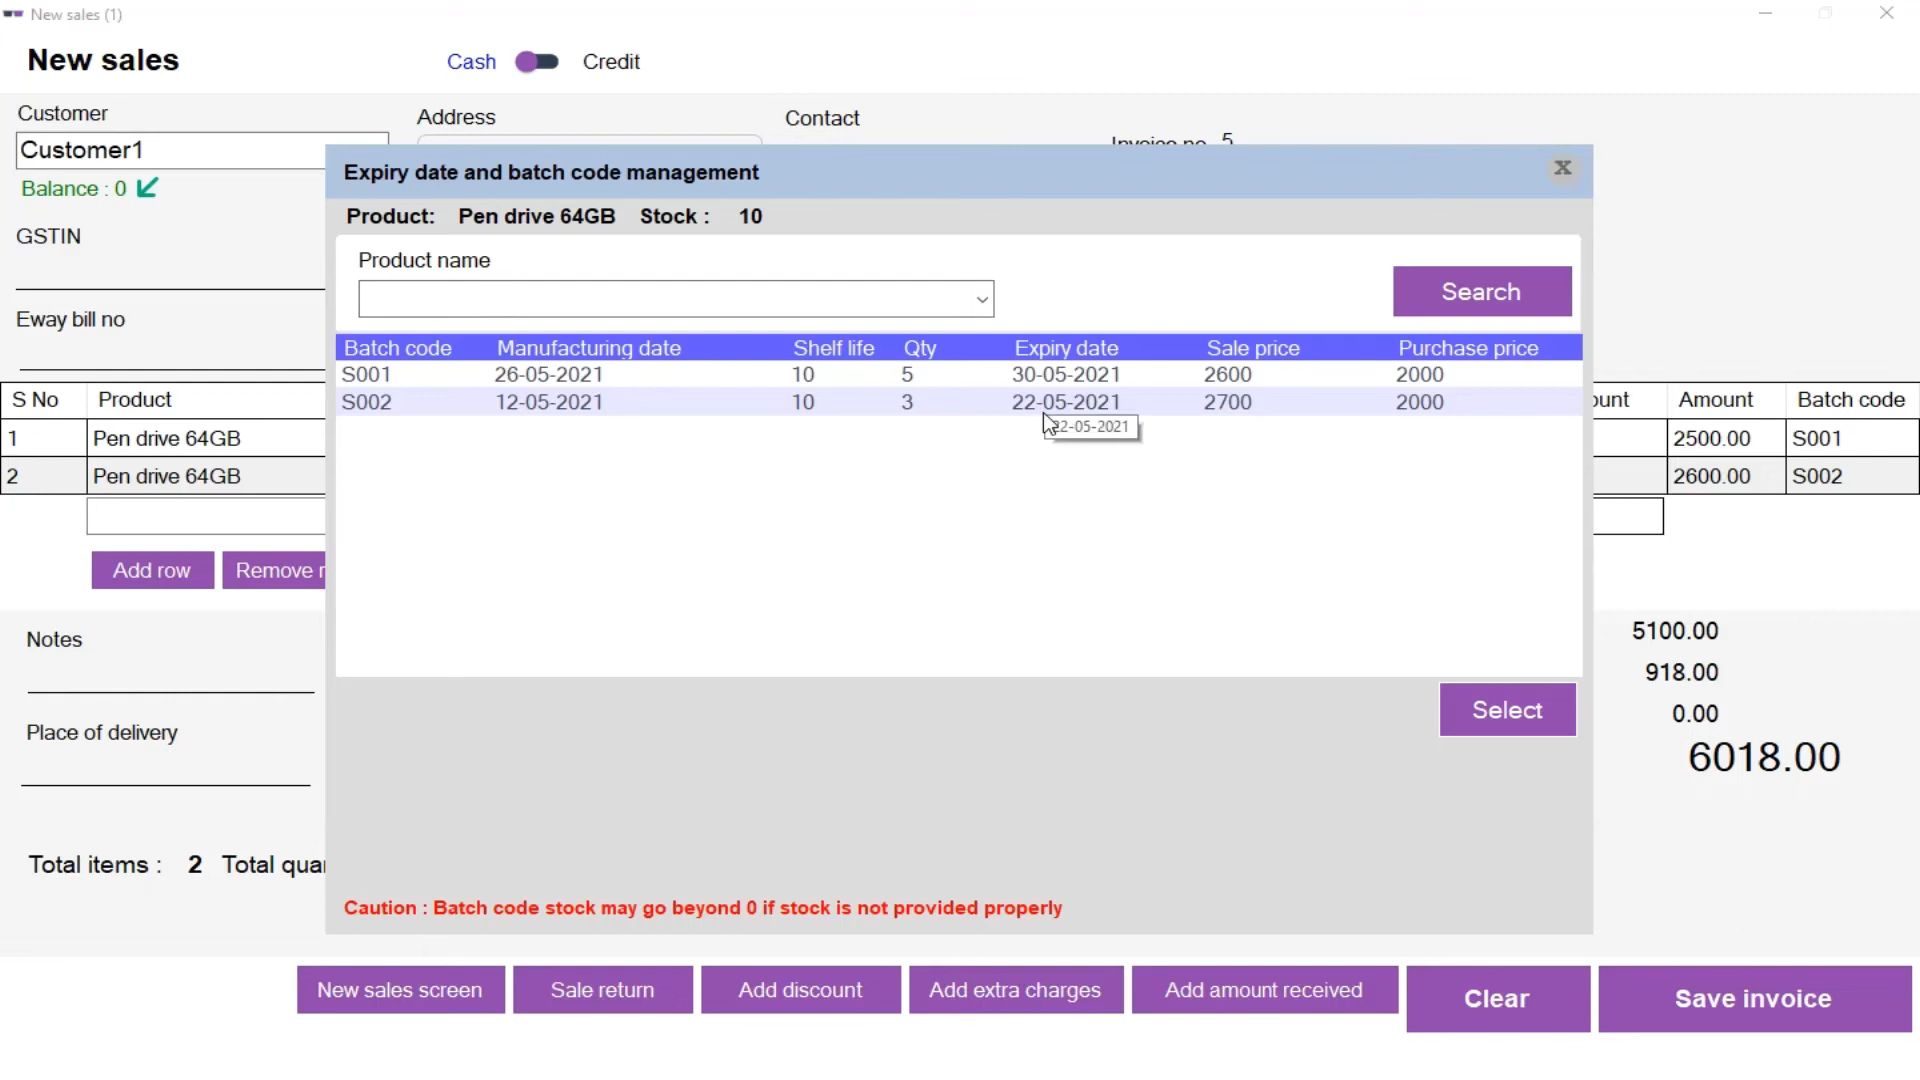 New sales (1)
New sales Cash Credit
Customer Address Contact
Invoice no 5
Customer1
Balance : 0
GSTIN
Eway bill no
Expiry date and batch code management X
Product: Pen drive 64GB Stock : 10
Product name
Search
Batch code Manufacturing date Shelf life Qty Expiry date Sale price Purchase price
S001 26-05-2021 10 5 30-05-2021 2600 2000
S002 12-05-2021 10 3 22-05-2021 2700 2000
22-05-2021
Select
Caution : Batch code stock may go beyond 0 if stock is not provided properly
S No Product Amount Batch code
1 Pen drive 64GB 2500.00 S001
2 Pen drive 64GB 2600.00 S002
Add row Remove
Notes
Place of delivery
5100.00
918.00
0.00
6018.00
Total items : 2 Total
New sales screen Sale return Add discount Add extra charges Add amount received Clear Save invoice